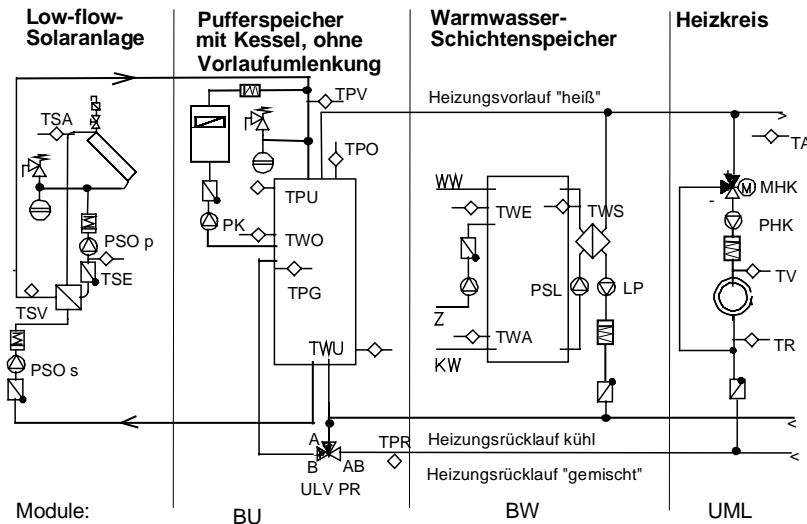 Low-flow-
Solaranlage
Pufferspeicher
mit Kessel, ohne
Vorlaufumlenkung
Warmwasser-
Schichtenspeicher
Heizkreis
TPV
Heizungsvorlauf "heiß"
TSA
TPO
TA
TPU
WW
M
MHK
TWE
TWS
PK
PHK
PSO p
TWO
TSE
TPG
PSL
LP
TV
TSV
Z
TWU
TWA
TR
KW
PSO s
A
TPR
Heizungsrücklauf kühl
B
AB
ULV PR
Heizungsrücklauf "gemischt"
Module:
BU
BW
UML